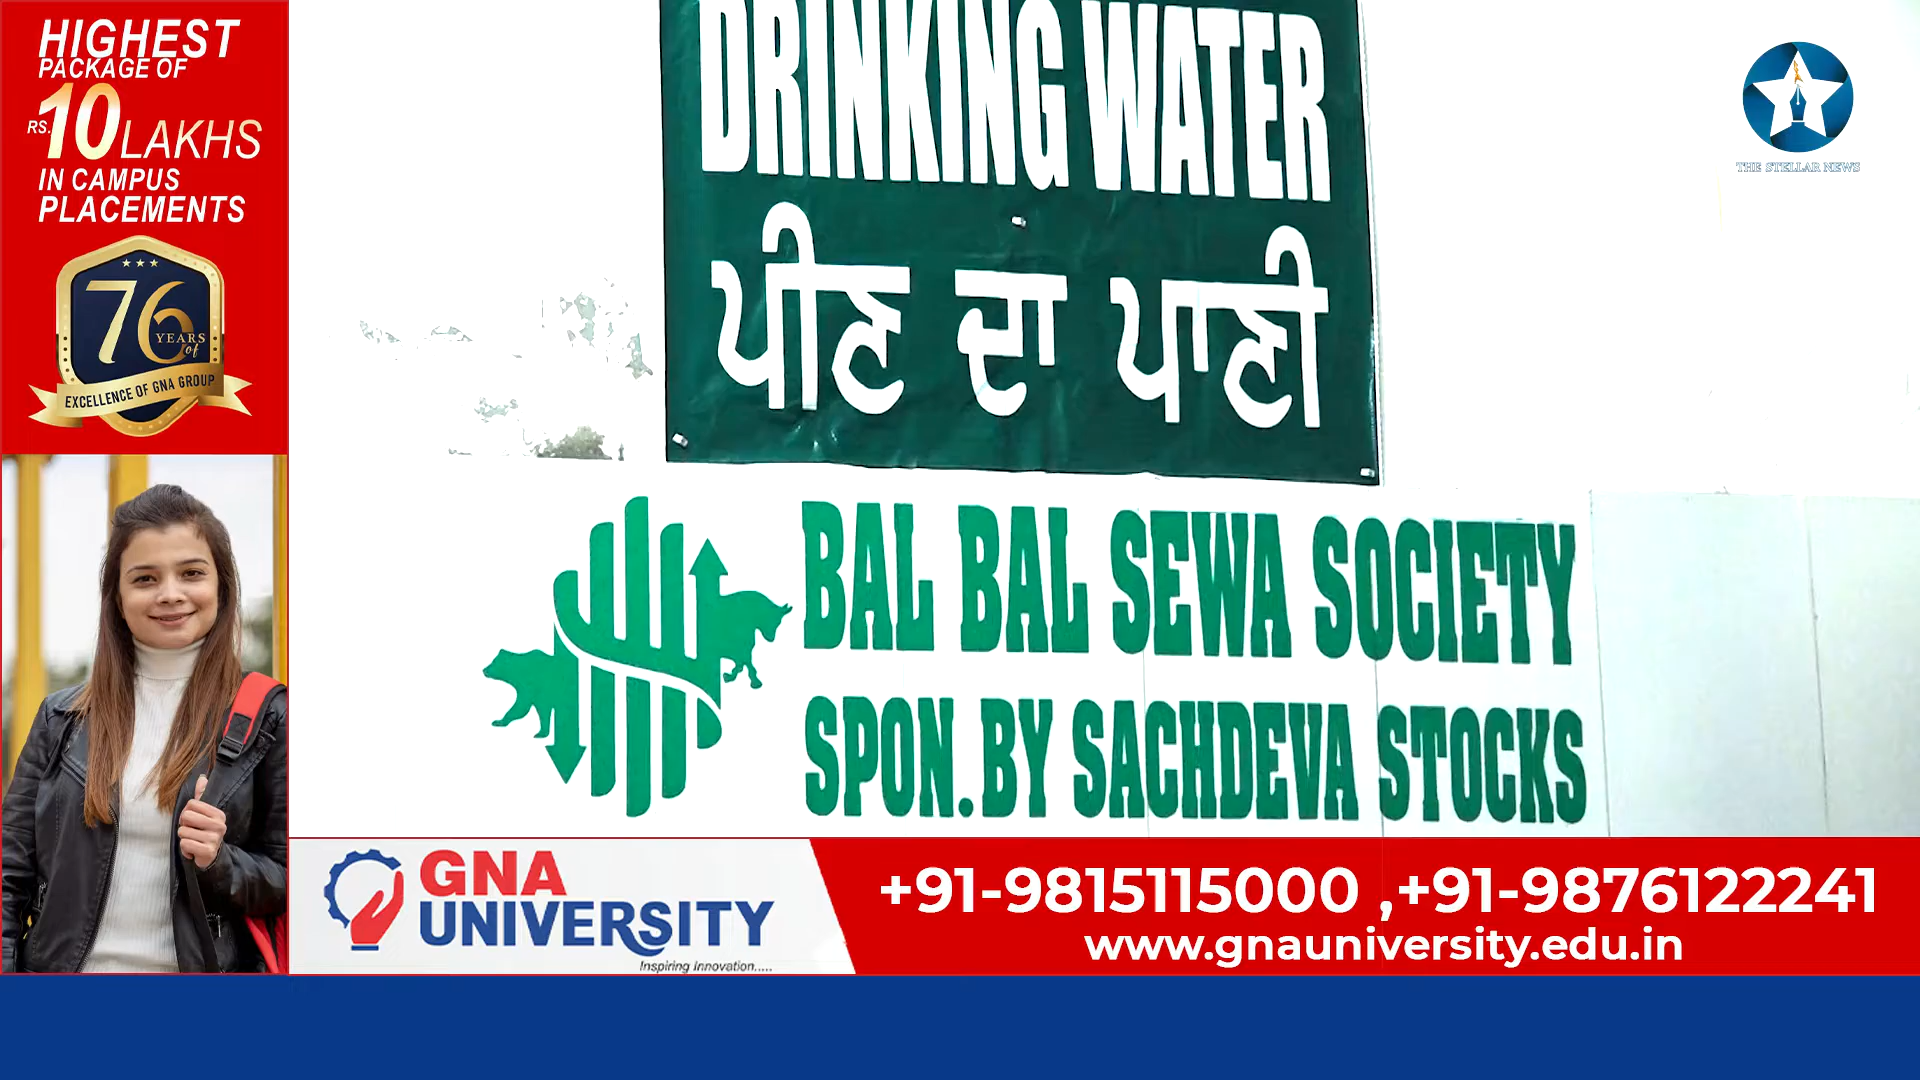 HIGHEST
PACKAGE OF
RS.10 LAKHS
IN CAMPUS
PLACEMENTS
76
YEARS
of
EXCELLENCE OF GNA GROUP
DRINKING WATER
ਪੀਣ ਦਾ ਪਾਣੀ
BAL BAL SEWA SOCIETY
SPON. BY SACHDEVA STOCKS
THE STELLAR NEWS
GNA
UNIVERSITY
Inspiring Innovation.....
+91-9815115000 ,+91-9876122241
www.gnauniversity.edu.in